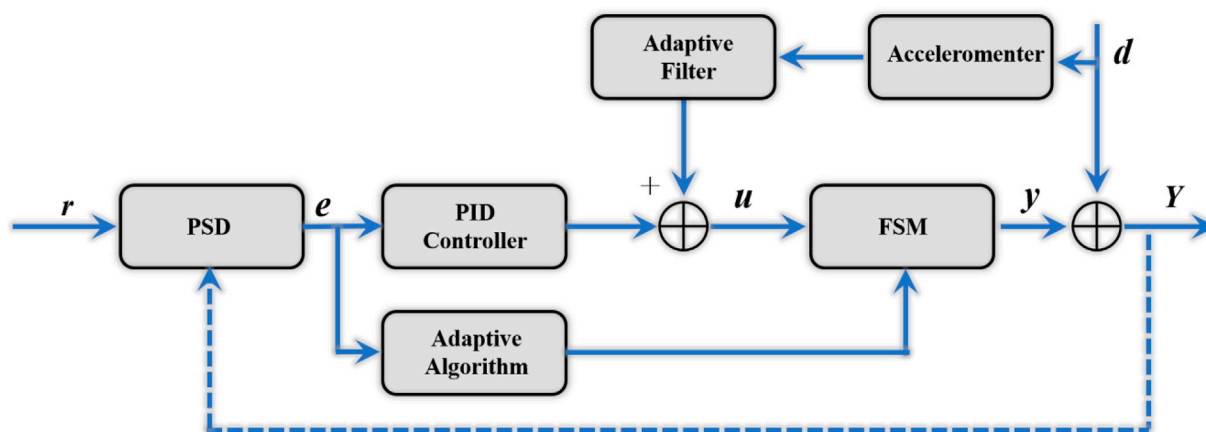 Adaptive
Filter
Acceleromenter
d
r
PSD
e
PID
Controller
+
u
FSM
y
Y
Adaptive
Algorithm